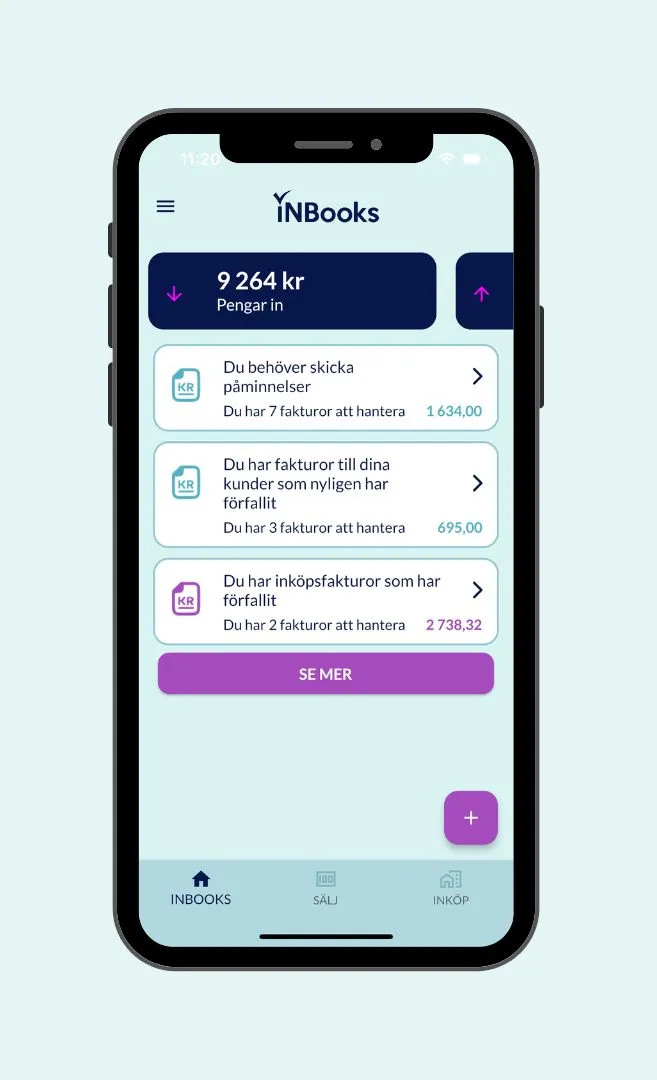 11:20
INBooks
9 264 kr
Pengar in
Du behöver skicka
påminnelser
KR
Du har 7 fakturor att hantera 1 634,00
Du har fakturor till dina
kunder som nyligen har
förfallit
KR
Du har 3 fakturor att hantera 695,00
Du har inköpsfakturor som har
förfallit
KR
Du har 2 fakturor att hantera 2 738,32
SE MER
+
INBOOKS SÄLJ INKÖP